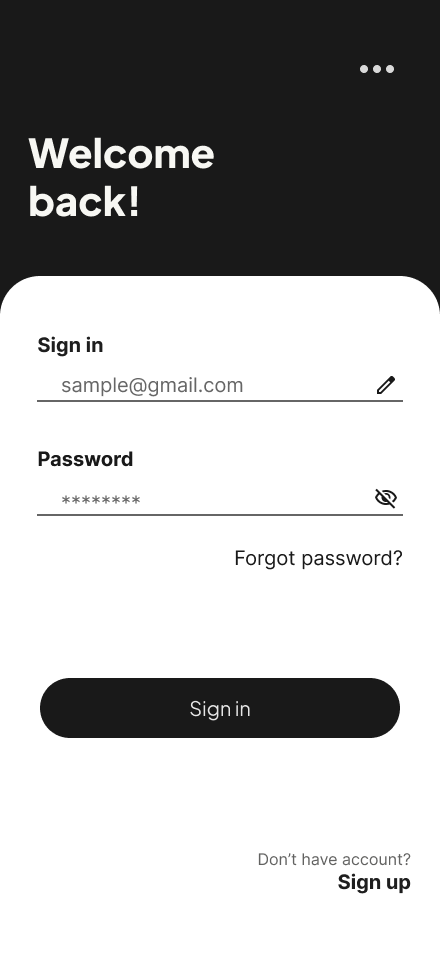 Welcome
back!
Sign in
sample@gmail.com
Password
********
Forgot password?
Sign in
Don’t have account?
Sign up